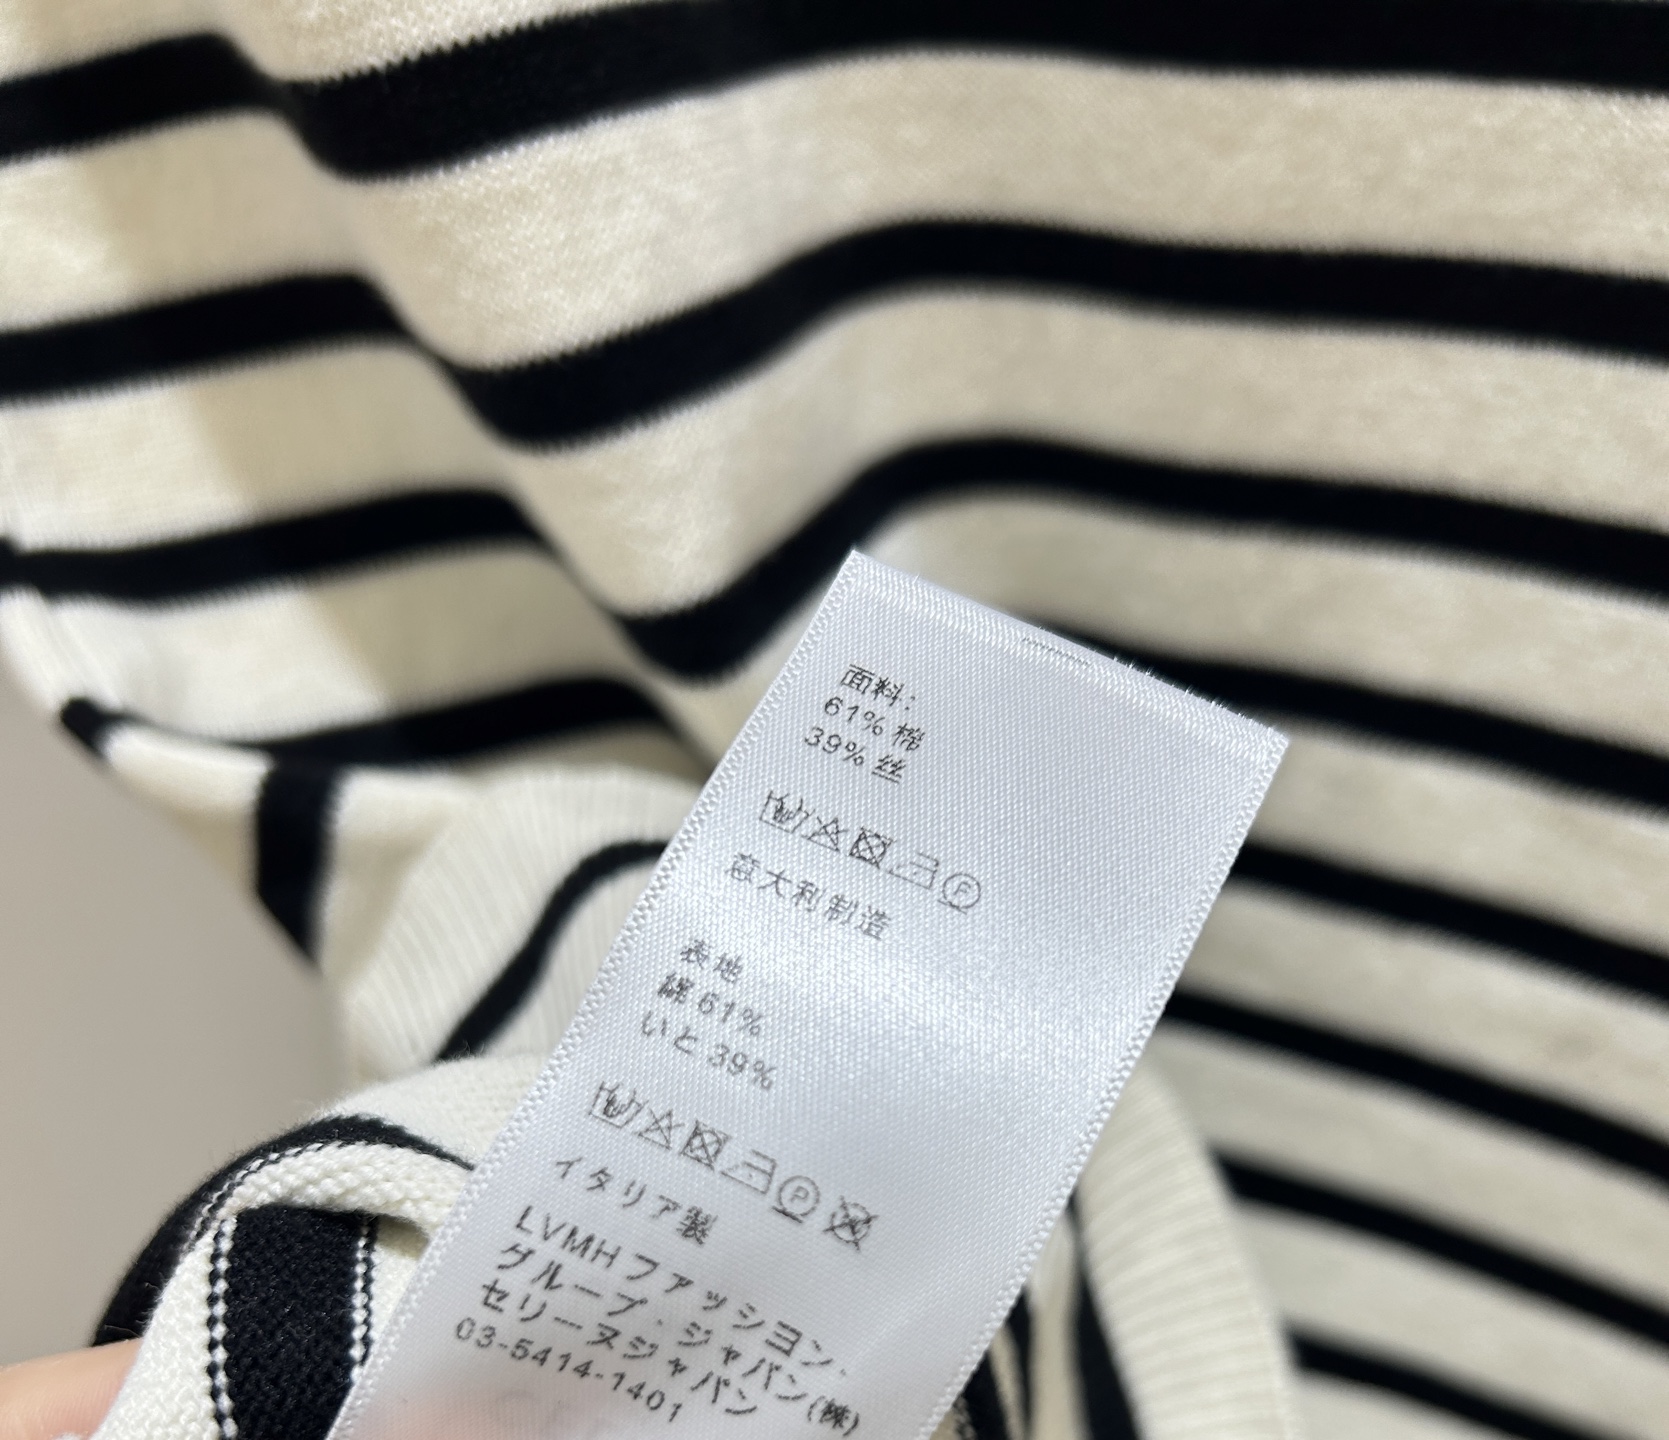 面料:
61% 棉
39% 丝
P
意大利制造
表地
綿 61%
いと 39%
P
イタリア製
LVMH ファッション.
グループ.ジャパン(株)
セリーヌジャパン
03-5414-1401